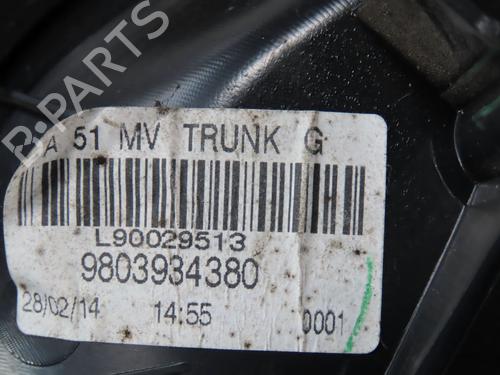 B-PARTS
A 51 MV TRUNK G
L90029513
9803934380
28/02/14 14:55 0001